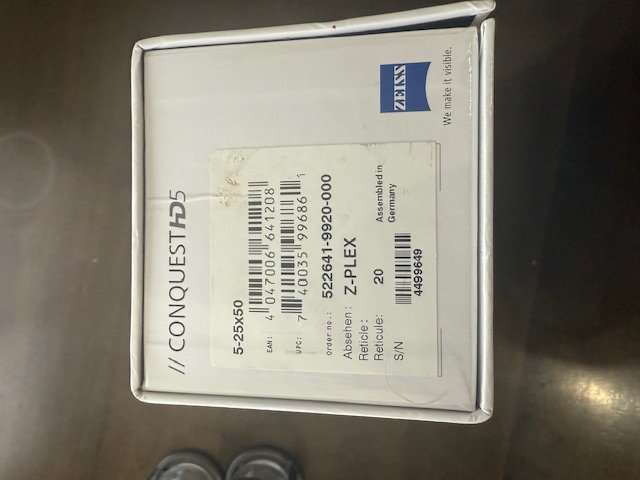 // CONQUEST HD5
ZEISS
We make it visible.
5-25x50
EAN:
4 047006 641208
UPC:
7 40035 99686 1
Order no.: 522641-9920-000
Absehen: Z-PLEX
Reticle:
Reticule: 20
Assembled in
Germany
S/N
4499649